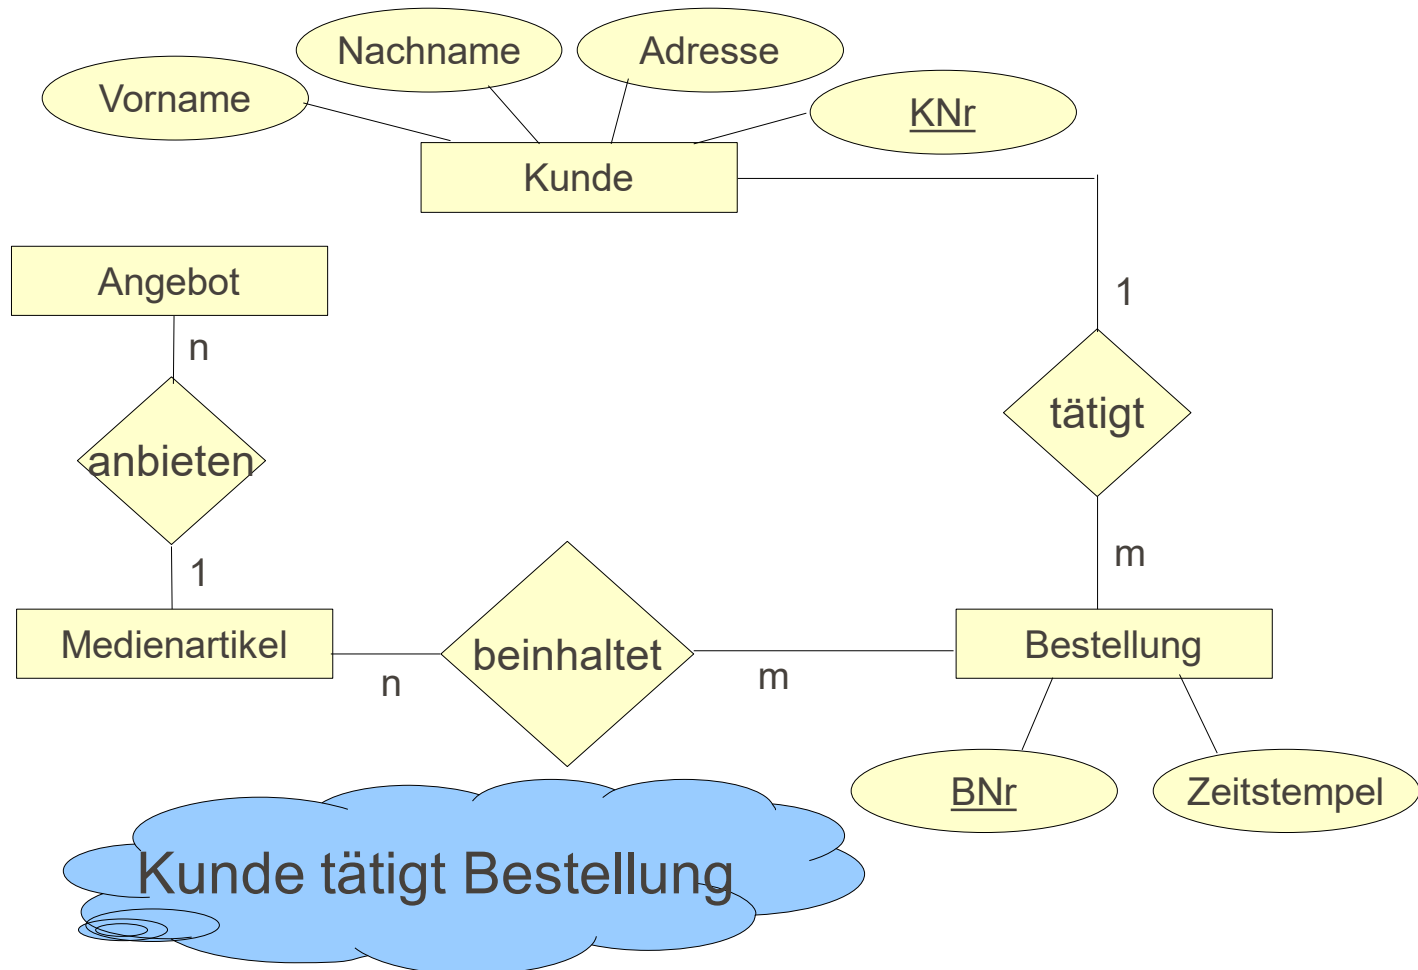 Nachname
Adresse
Vorname
KNr
Kunde
Angebot
1
n
tätigt
anbieten
m
1
Medienartikel
beinhaltet
Bestellung
n
m
BNr
Zeitstempel
Kunde tätigt Bestellung